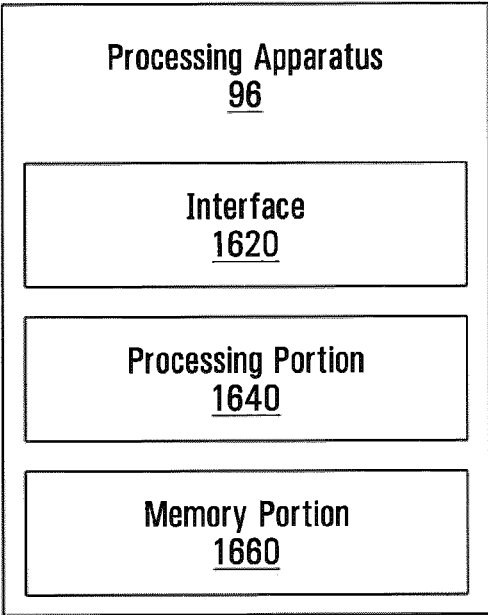 Processing Apparatus
96
Interface
1620
Processing Portion
1640
Memory Portion
1660